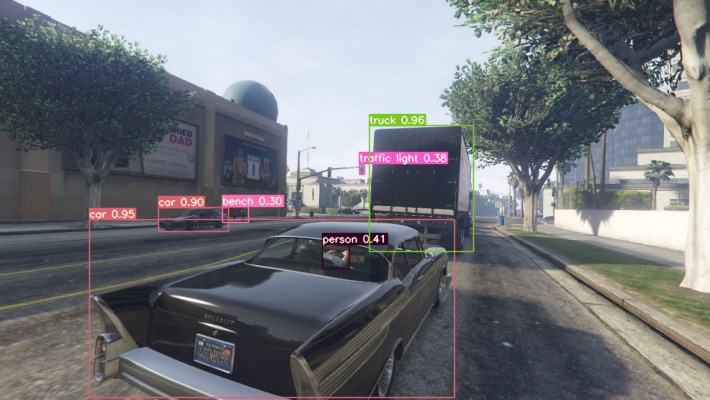 NED
DAD
truck 0.96
traffic light 0.38
car 0.90
bench 0.30
car 0.95
person 0.41